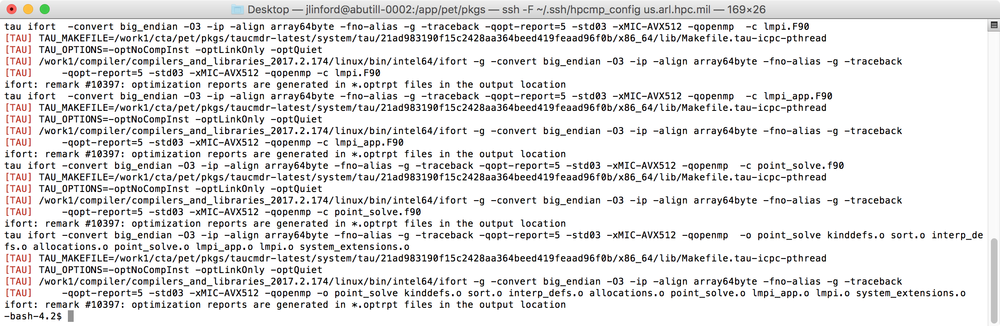 Desktop — jlinford@abutill-0002:/app/pet/pkgs — ssh -F ~/.ssh/hpcmp_config us.arl.hpc.mil — 169×26
tau ifort  -convert big_endian -O3 -ip -align array64byte -fno-alias -g -traceback -qopt-report=5 -std03 -xMIC-AVX512 -qopenmp  -c lmpi.F90
[TAU] TAU_MAKEFILE=/work1/cta/pet/pkgs/taucmdr-latest/system/tau/21ad983190f15c2428aa364beed419feaad96f0b/x86_64/lib/Makefile.tau-icpc-pthread
[TAU] TAU_OPTIONS=-optNoCompInst -optLinkOnly -optQuiet
[TAU] /work1/compiler/compilers_and_libraries_2017.2.174/linux/bin/intel64/ifort -g -convert big_endian -O3 -ip -align array64byte -fno-alias -g -traceback
[TAU]     -qopt-report=5 -std03 -xMIC-AVX512 -qopenmp -c lmpi.F90
ifort: remark #10397: optimization reports are generated in *.optrpt files in the output location
tau ifort  -convert big_endian -O3 -ip -align array64byte -fno-alias -g -traceback -qopt-report=5 -std03 -xMIC-AVX512 -qopenmp  -c lmpi_app.F90
[TAU] TAU_MAKEFILE=/work1/cta/pet/pkgs/taucmdr-latest/system/tau/21ad983190f15c2428aa364beed419feaad96f0b/x86_64/lib/Makefile.tau-icpc-pthread
[TAU] TAU_OPTIONS=-optNoCompInst -optLinkOnly -optQuiet
[TAU] /work1/compiler/compilers_and_libraries_2017.2.174/linux/bin/intel64/ifort -g -convert big_endian -O3 -ip -align array64byte -fno-alias -g -traceback
[TAU]     -qopt-report=5 -std03 -xMIC-AVX512 -qopenmp -c lmpi_app.F90
ifort: remark #10397: optimization reports are generated in *.optrpt files in the output location
tau ifort -convert big_endian -O3 -ip -align array64byte -fno-alias -g -traceback -qopt-report=5 -std03 -xMIC-AVX512 -qopenmp  -c point_solve.f90
[TAU] TAU_MAKEFILE=/work1/cta/pet/pkgs/taucmdr-latest/system/tau/21ad983190f15c2428aa364beed419feaad96f0b/x86_64/lib/Makefile.tau-icpc-pthread
[TAU] TAU_OPTIONS=-optNoCompInst -optLinkOnly -optQuiet
[TAU] /work1/compiler/compilers_and_libraries_2017.2.174/linux/bin/intel64/ifort -g -convert big_endian -O3 -ip -align array64byte -fno-alias -g -traceback
[TAU]     -qopt-report=5 -std03 -xMIC-AVX512 -qopenmp -c point_solve.f90
ifort: remark #10397: optimization reports are generated in *.optrpt files in the output location
tau ifort -convert big_endian -O3 -ip -align array64byte -fno-alias -g -traceback -qopt-report=5 -std03 -xMIC-AVX512 -qopenmp  -o point_solve kinddefs.o sort.o interp_de
fs.o allocations.o point_solve.o lmpi_app.o lmpi.o system_extensions.o
[TAU] TAU_MAKEFILE=/work1/cta/pet/pkgs/taucmdr-latest/system/tau/21ad983190f15c2428aa364beed419feaad96f0b/x86_64/lib/Makefile.tau-icpc-pthread
[TAU] TAU_OPTIONS=-optNoCompInst -optLinkOnly -optQuiet
[TAU] /work1/compiler/compilers_and_libraries_2017.2.174/linux/bin/intel64/ifort -g -convert big_endian -O3 -ip -align array64byte -fno-alias -g -traceback
[TAU]     -qopt-report=5 -std03 -xMIC-AVX512 -qopenmp -o point_solve kinddefs.o sort.o interp_defs.o allocations.o point_solve.o lmpi_app.o lmpi.o system_extensions.o
ifort: remark #10397: optimization reports are generated in *.optrpt files in the output location
-bash-4.2$